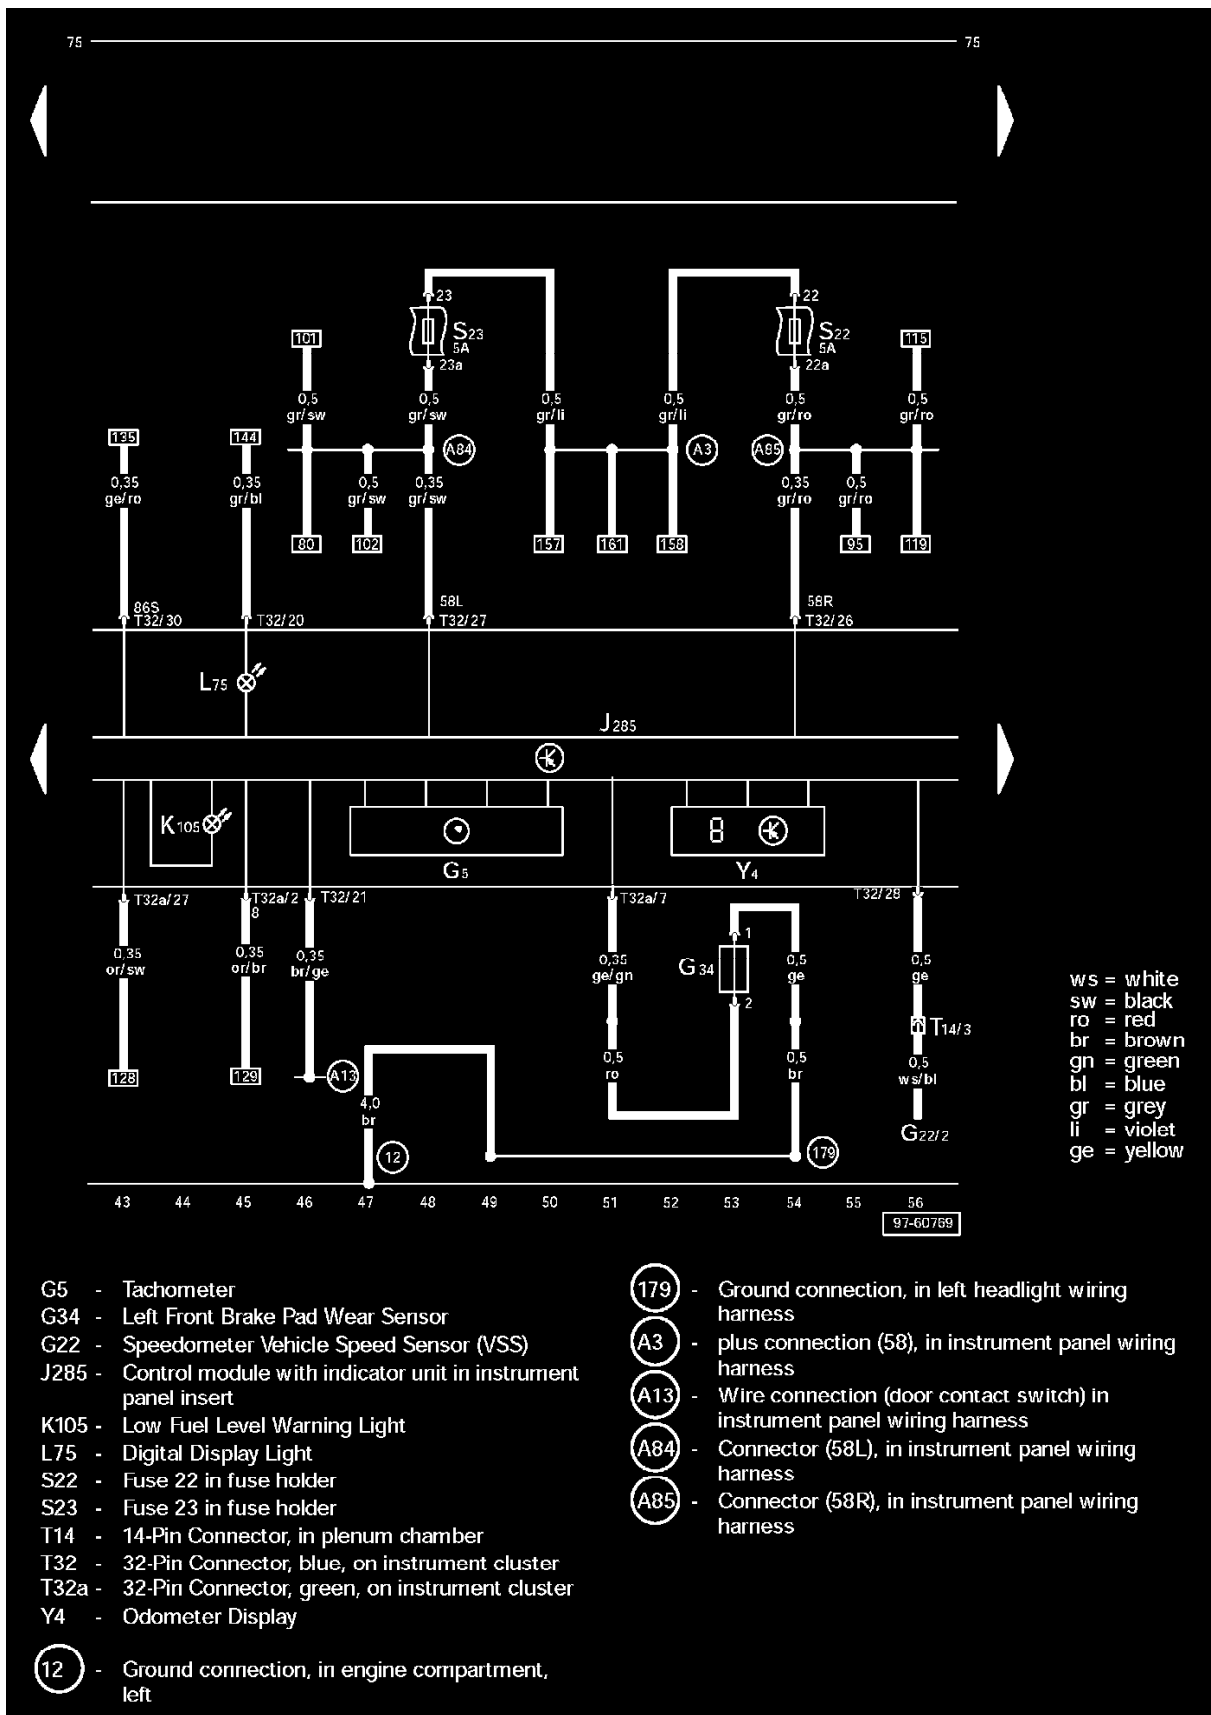 75 75
23 22
S23 S22
5A 5A
101 115
23a 22a
0,5 0,5 0,5 0,5 0,5 0,5
gr/sw gr/sw gr/li gr/li gr/ro gr/ro
135 144 A84 A3 A85
0,35 0,35 0,5 0,35 0,35 0,5
ge/ro gr/bl gr/sw gr/sw gr/ro gr/ro
80 102 157 161 158 95 119
86S 58L 58R
T32/30 T32/20 T32/27 T32/26
L75
J285
K105
G5 Y4
T32a/27 T32a/2 T32/21 T32a/7 T32/28
8
1
0,35 0,35 0,35 0,35 0,5 0,5
or/sw or/br br/ge ge/gn G34 ge ge
2
T14/3
0,5 0,5 0,5
ro br ws/bl
128 129 A13
4,0
br
G22/2
12 179
ws = white
sw = black
ro = red
br = brown
gn = green
bl = blue
gr = grey
li = violet
ge = yellow
43 44 45 46 47 48 49 50 51 52 53 54 55 56
97-60769
G5 - Tachometer
G34 - Left Front Brake Pad Wear Sensor
G22 - Speedometer Vehicle Speed Sensor (VSS)
J285 - Control module with indicator unit in instrument
panel insert
K105 - Low Fuel Level Warning Light
L75 - Digital Display Light
S22 - Fuse 22 in fuse holder
S23 - Fuse 23 in fuse holder
T14 - 14-Pin Connector, in plenum chamber
T32 - 32-Pin Connector, blue, on instrument cluster
T32a - 32-Pin Connector, green, on instrument cluster
Y4 - Odometer Display
12 - Ground connection, in engine compartment,
left
179 - Ground connection, in left headlight wiring
harness
A3 - plus connection (58), in instrument panel wiring
harness
A13 - Wire connection (door contact switch) in
instrument panel wiring harness
A84 - Connector (58L), in instrument panel wiring
harness
A85 - Connector (58R), in instrument panel wiring
harness